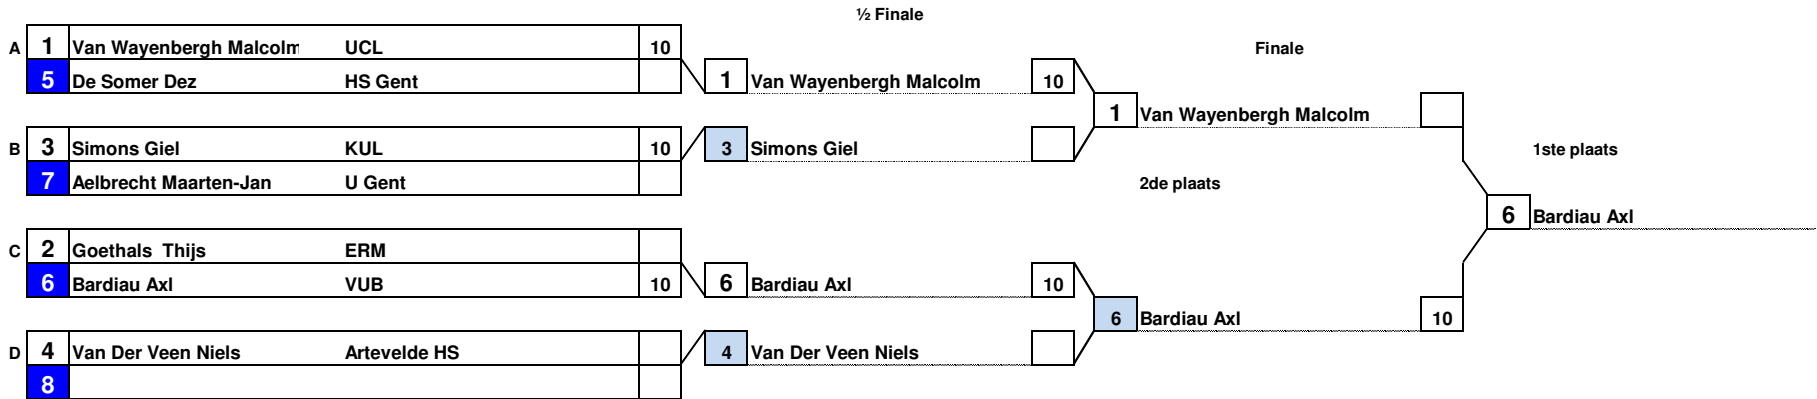 ½ Finale
A 1 Van Wayenbergh Malcolm UCL 10
Finale
5 De Somer Dez HS Gent
1 Van Wayenbergh Malcolm 10
1 Van Wayenbergh Malcolm
B 3 Simons Giel KUL 10
3 Simons Giel
1ste plaats
7 Aelbrecht Maarten-Jan U Gent
2de plaats
6 Bardiau Axl
C 2 Goethals Thijs ERM
6 Bardiau Axl VUB 10
6 Bardiau Axl 10
6 Bardiau Axl 10
D 4 Van Der Veen Niels Artevelde HS
4 Van Der Veen Niels
8